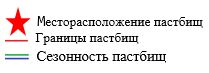 Месторасположение пастбищ
Границы пастбищ
Сезонность пастбищ